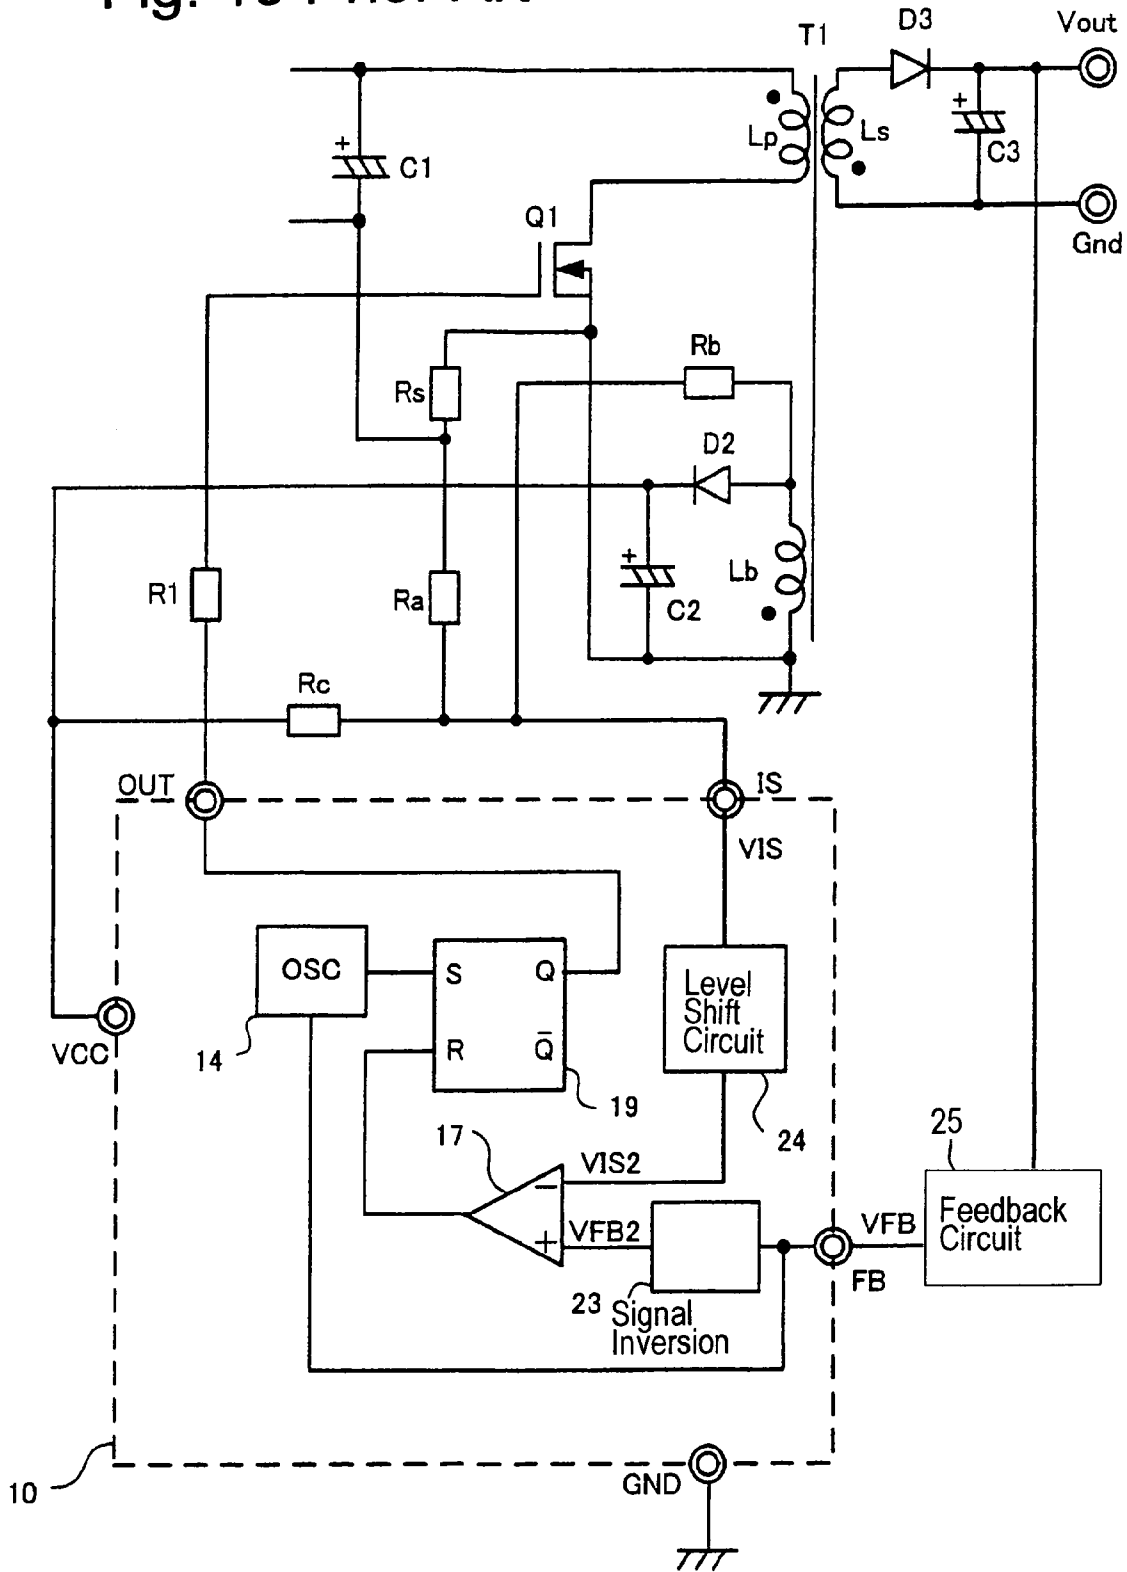 T1
D3
Vout
Lp
Ls
+
C3
+
C1
Q1
Gnd
Rb
Rs
D2
R1
Ra
+
C2
Lb
Rc
OUT
IS
VIS
OSC
S
Q
R
Q̄
Level
Shift
Circuit
VCC
14
19
24
17
VIS2
−
+
VFB2
25
Feedback
Circuit
VFB
FB
23
Signal
Inversion
10
GND